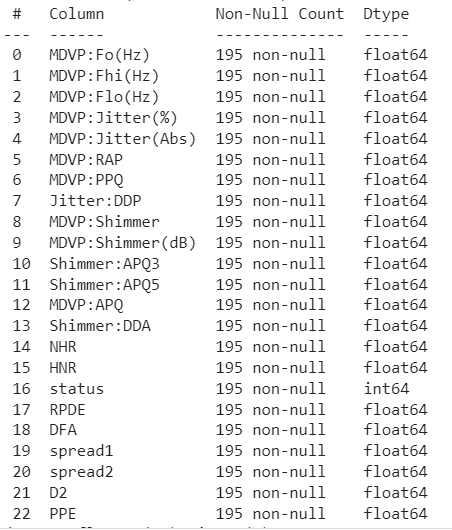 #   Column            Non-Null Count  Dtype
---  ------            --------------  -----
0   MDVP:Fo(Hz)       195 non-null    float64
1   MDVP:Fhi(Hz)      195 non-null    float64
2   MDVP:Flo(Hz)      195 non-null    float64
3   MDVP:Jitter(%)    195 non-null    float64
4   MDVP:Jitter(Abs)  195 non-null    float64
5   MDVP:RAP          195 non-null    float64
6   MDVP:PPQ          195 non-null    float64
7   Jitter:DDP        195 non-null    float64
8   MDVP:Shimmer      195 non-null    float64
9   MDVP:Shimmer(dB)  195 non-null    float64
10  Shimmer:APQ3      195 non-null    float64
11  Shimmer:APQ5      195 non-null    float64
12  MDVP:APQ          195 non-null    float64
13  Shimmer:DDA       195 non-null    float64
14  NHR               195 non-null    float64
15  HNR               195 non-null    float64
16  status            195 non-null    int64
17  RPDE              195 non-null    float64
18  DFA               195 non-null    float64
19  spread1           195 non-null    float64
20  spread2           195 non-null    float64
21  D2                195 non-null    float64
22  PPE               195 non-null    float64